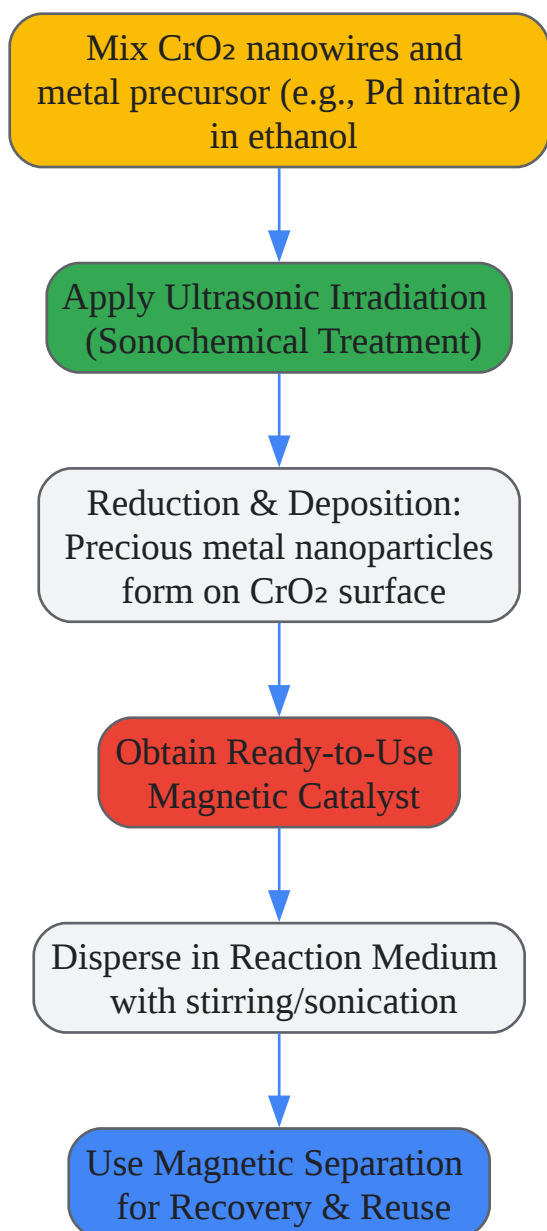 Mix CrO₂ nanowires and
metal precursor (e.g., Pd nitrate)
in ethanol
Apply Ultrasonic Irradiation
(Sonochemical Treatment)
Reduction & Deposition:
Precious metal nanoparticles
form on CrO₂ surface
Obtain Ready-to-Use
Magnetic Catalyst
Disperse in Reaction Medium
with stirring/sonication
Use Magnetic Separation
for Recovery & Reuse